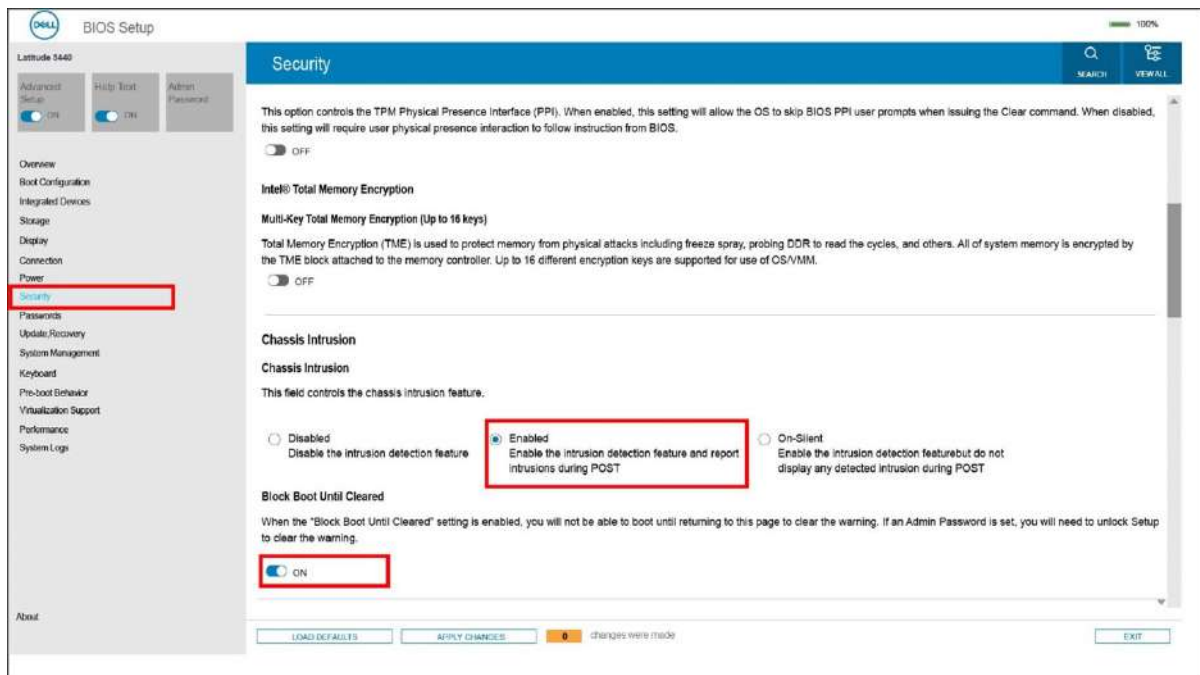 DELL
BIOS Setup
100%
Latitude 5440
Advanced
Setup
ON
Help Text
ON
Admin
Password
Overview
Boot Configuration
Integrated Devices
Storage
Display
Connection
Power
Security
Passwords
Update,Recovery
System Management
Keyboard
Pre-boot Behavior
Virtualization Support
Performance
System Logs
About
Security
SEARCH
VIEW ALL
This option controls the TPM Physical Presence Interface (PPI). When enabled, this setting will allow the OS to skip BIOS PPI user prompts when issuing the Clear command. When disabled,
this setting will require user physical presence interaction to follow instruction from BIOS.
OFF
Intel® Total Memory Encryption
Multi-Key Total Memory Encryption (Up to 16 keys)
Total Memory Encryption (TME) is used to protect memory from physical attacks including freeze spray, probing DDR to read the cycles, and others. All of system memory is encrypted by
the TME block attached to the memory controller. Up to 16 different encryption keys are supported for use of OS/VMM.
OFF
Chassis Intrusion
Chassis Intrusion
This field controls the chassis intrusion feature.
Disabled
Disable the intrusion detection feature
Enabled
Enable the intrusion detection feature and report
intrusions during POST
On-Silent
Enable the intrusion detection featurebut do not
display any detected intrusion during POST
Block Boot Until Cleared
When the "Block Boot Until Cleared" setting is enabled, you will not be able to boot until returning to this page to clear the warning. If an Admin Password is set, you will need to unlock Setup
to clear the warning.
ON
LOAD DEFAULTS
APPLY CHANGES
0 changes were made
EXIT